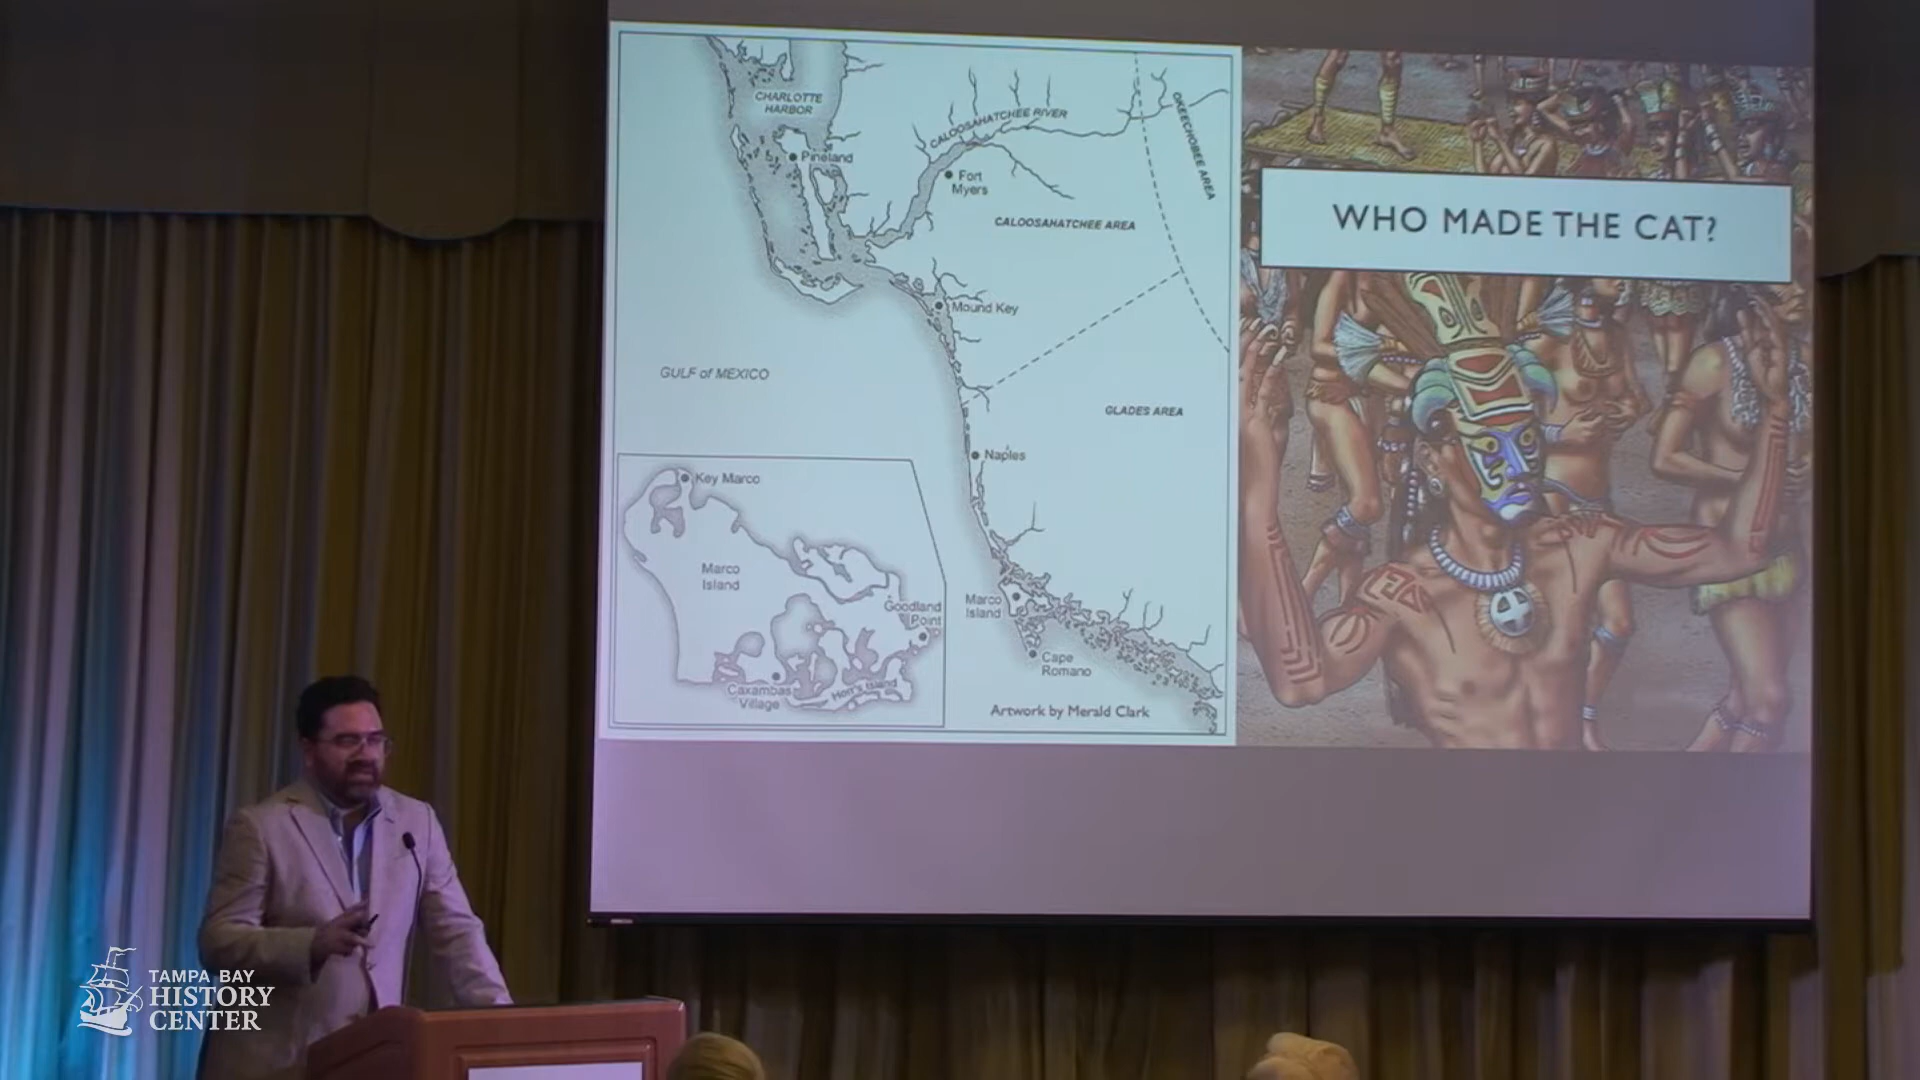 CHARLOTTE
HARBOR
CALOOSAHATCHEE RIVER
OKEECHOBEE AREA
Pineland
Fort
Myers
CALOOSAHATCHEE AREA
WHO MADE THE CAT?
Mound Key
GULF of MEXICO
GLADES AREA
Naples
Key Marco
Marco
Island
Marco
Island
Goodland
Point
Cape
Romano
Caxambas
Village
Horr's Island
Artwork by Merald Clark
TAMPA BAY
HISTORY
CENTER